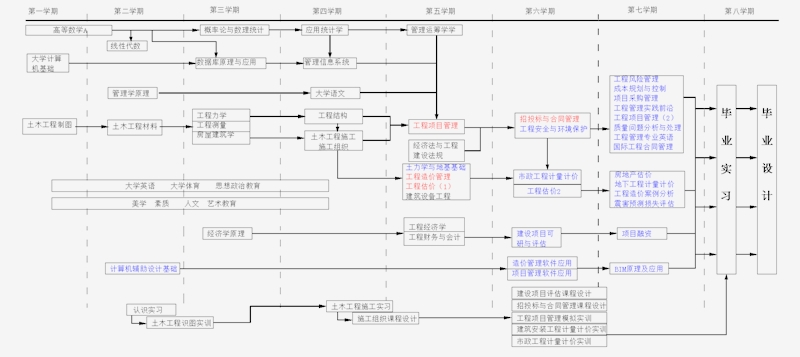 第一学期 第二学期 第三学期 第四学期 第五学期 第六学期 第七学期 第八学期
高等数学A
概率论与数理统计
应用统计学
管理运筹学学
线性代数
大学计算
机基础
数据库原理与应用
管理信息系统
管理学原理
大学语文
土木工程制图
土木工程材料
工程力学
工程测量
房屋建筑学
工程结构
土木工程施工
施工组织
工程项目管理
经济法与工程
建设法规
招投标与合同管理
工程安全与环境保护
工程风险管理
成本规划与控制
项目采购管理
工程管理实践前沿
工程项目管理（2）
质量问题分析与处理
工程管理专业英语
国际工程合同管理
土力学与地基基础
工程造价管理
工程估价（1）
建筑设备工程
市政工程计量计价
工程估价2
房地产估价
地下工程计量计价
工程造价案例分析
震害预测损失评估
毕业实习
毕业设计
大学英语 大学体育 思想政治教育
美学 素质 人文 艺术教育
经济学原理
工程经济学
工程财务与会计
建设项目可
研与评估
项目融资
计算机辅助设计基础
造价管理软件应用
项目管理软件应用
BIM原理及应用
认识实习
土木工程识图实训
土木工程施工实习
施工组织课程设计
建设项目评估课程设计
招投标与合同管理课程设计
工程项目管理模拟实训
建筑安装工程计量计价实训
市政工程计量计价实训